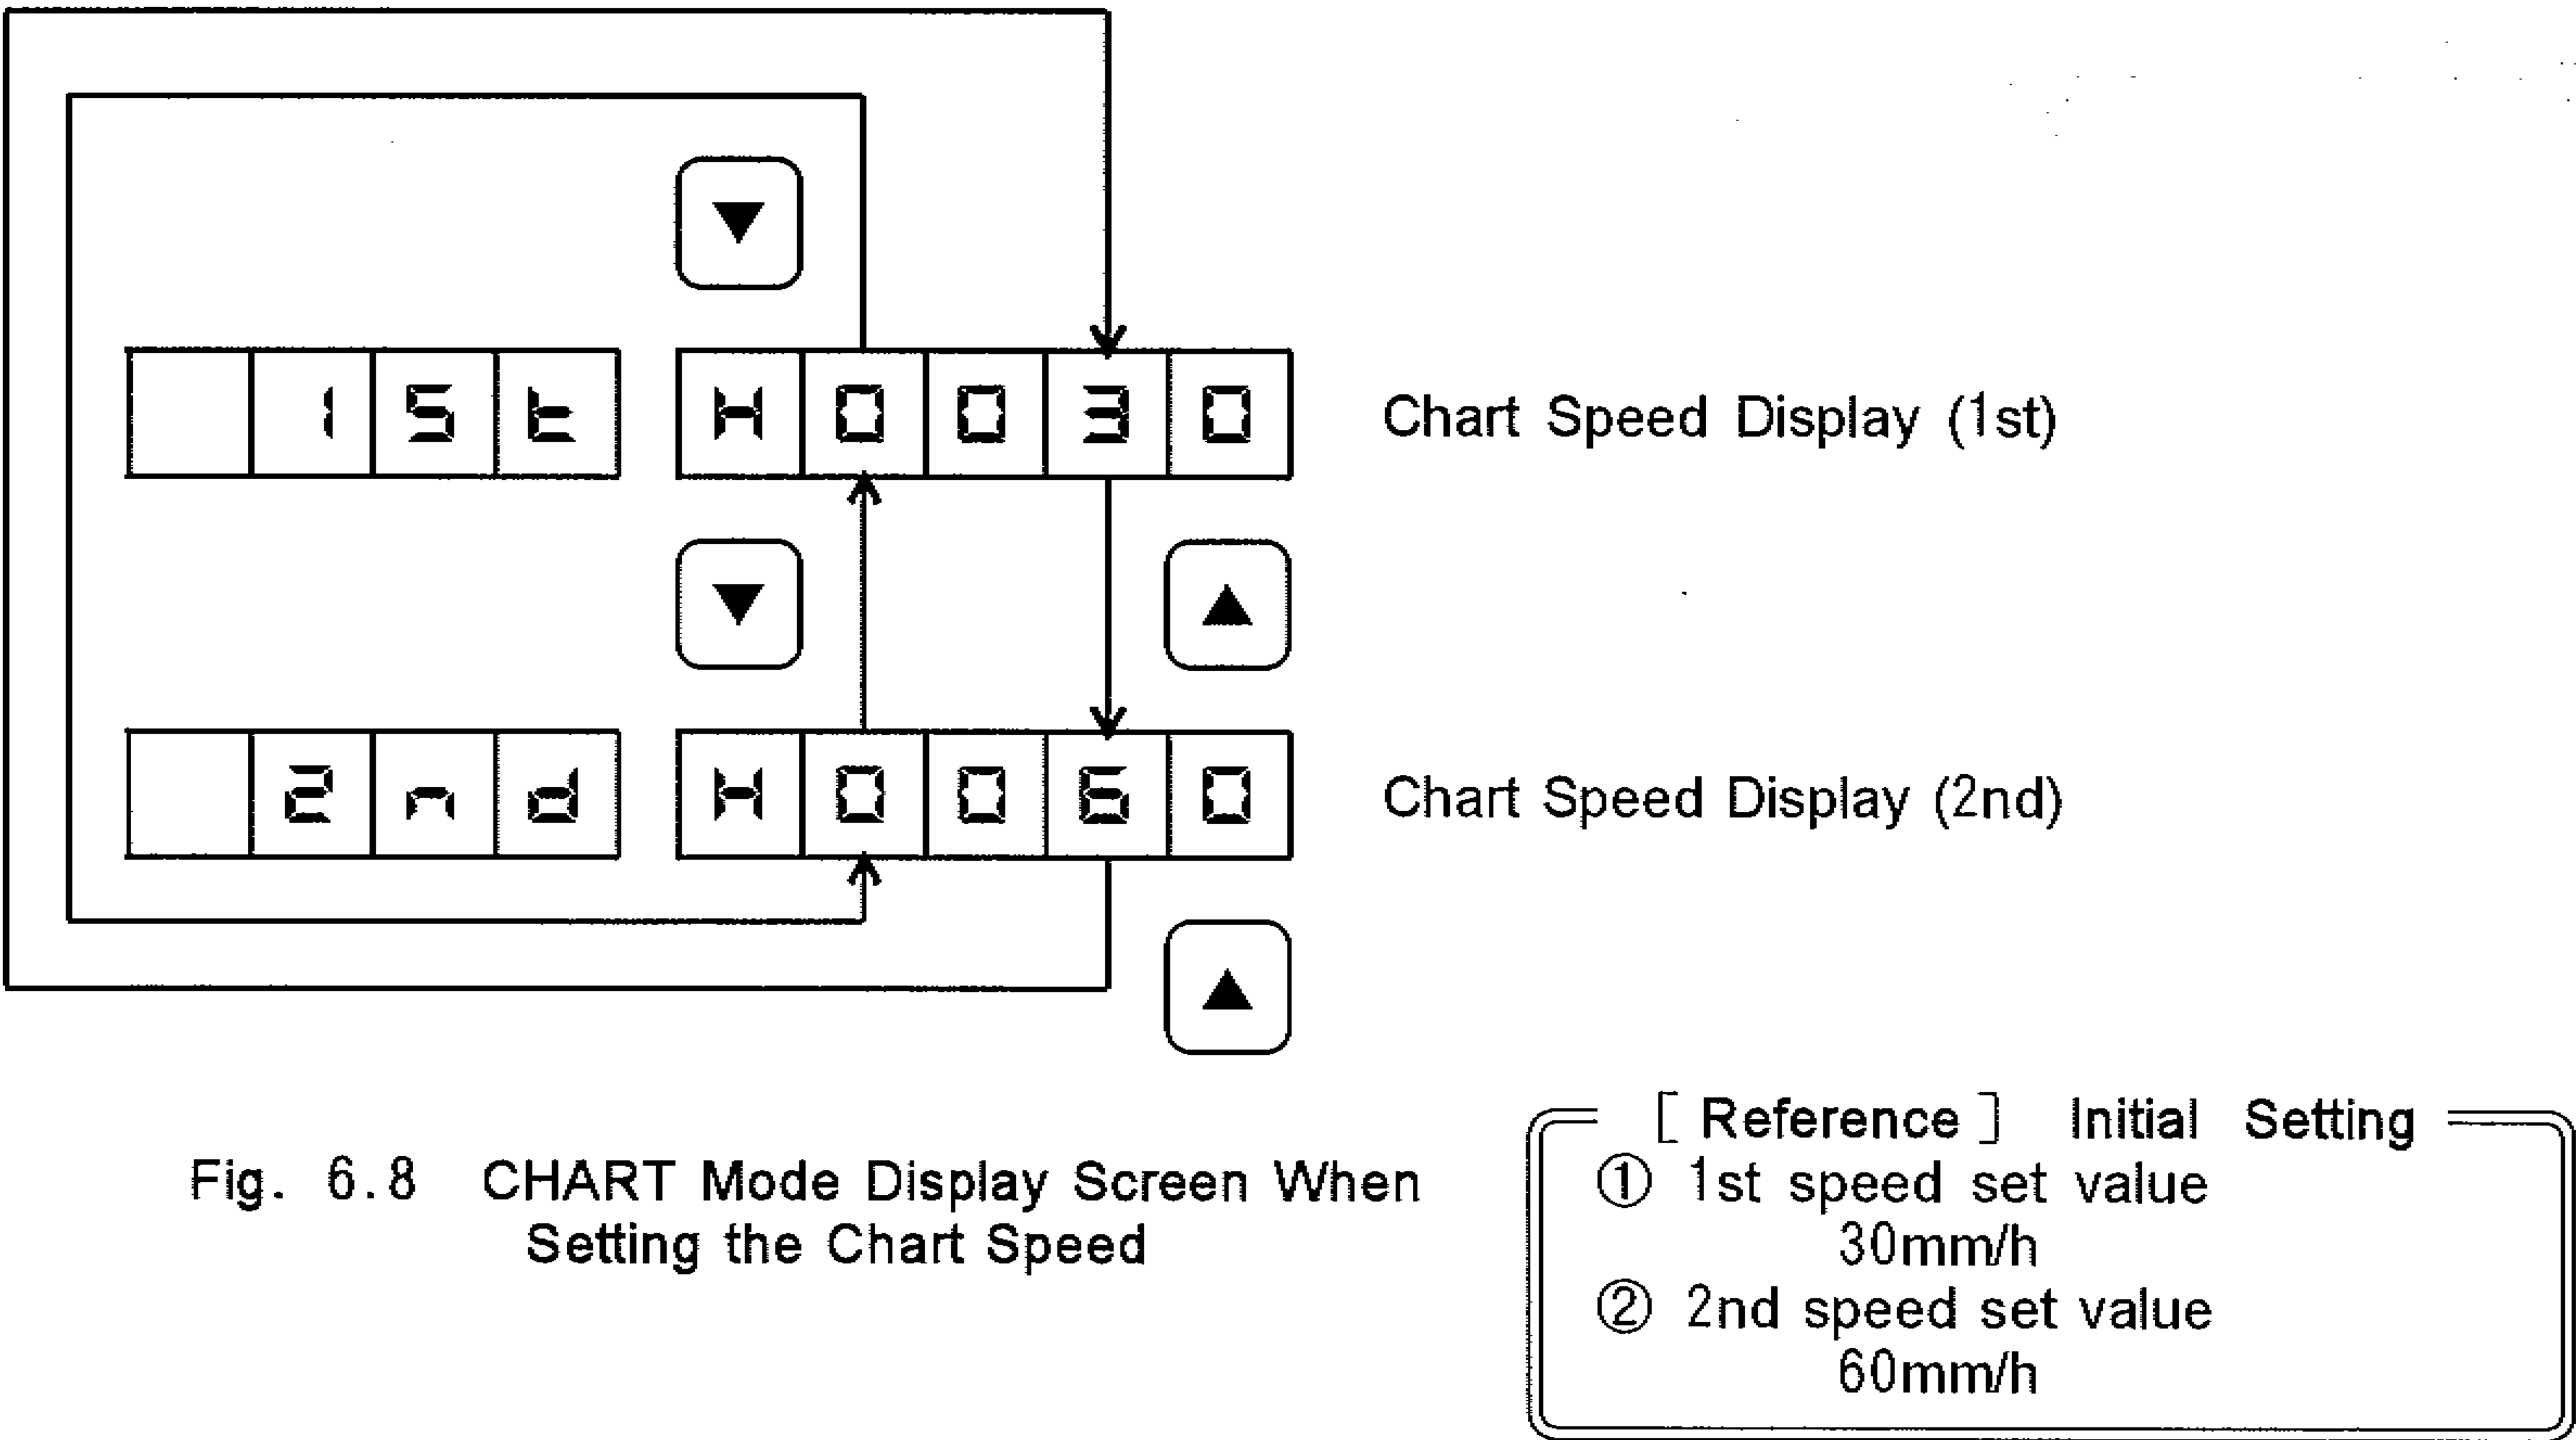 ▼
1St H0030 Chart Speed Display (1st)
▼ ▲
2nd H0060 Chart Speed Display (2nd)
▲
Fig. 6.8 CHART Mode Display Screen When
Setting the Chart Speed
[ Reference ] Initial Setting
① 1st speed set value
30mm/h
② 2nd speed set value
60mm/h